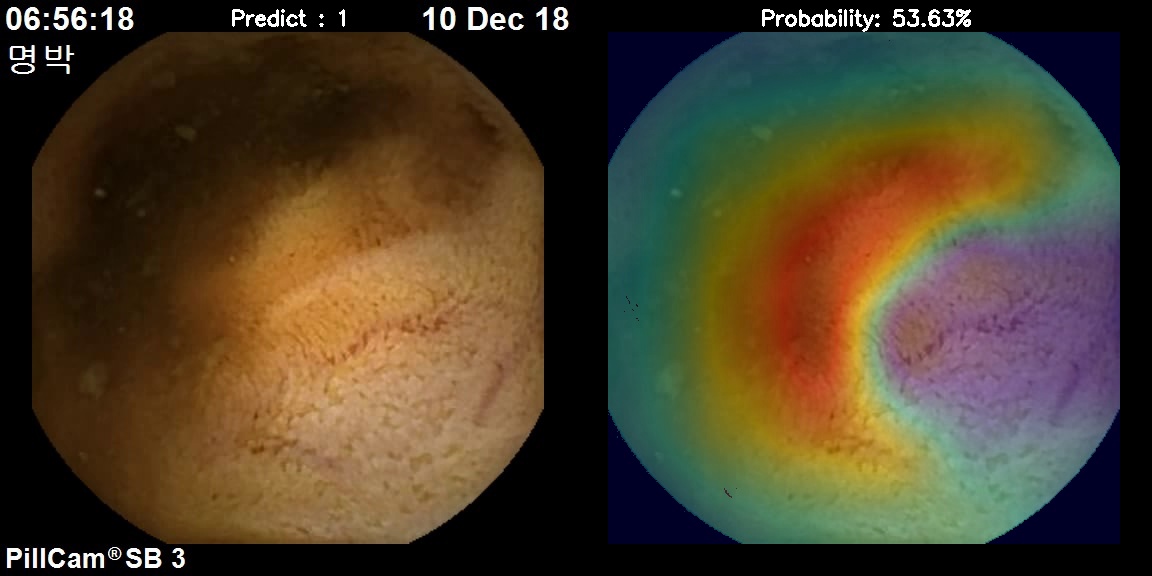 06:56:18
Predict : 1
10 Dec 18
Probability: 53.63%
명박
PillCam® SB 3